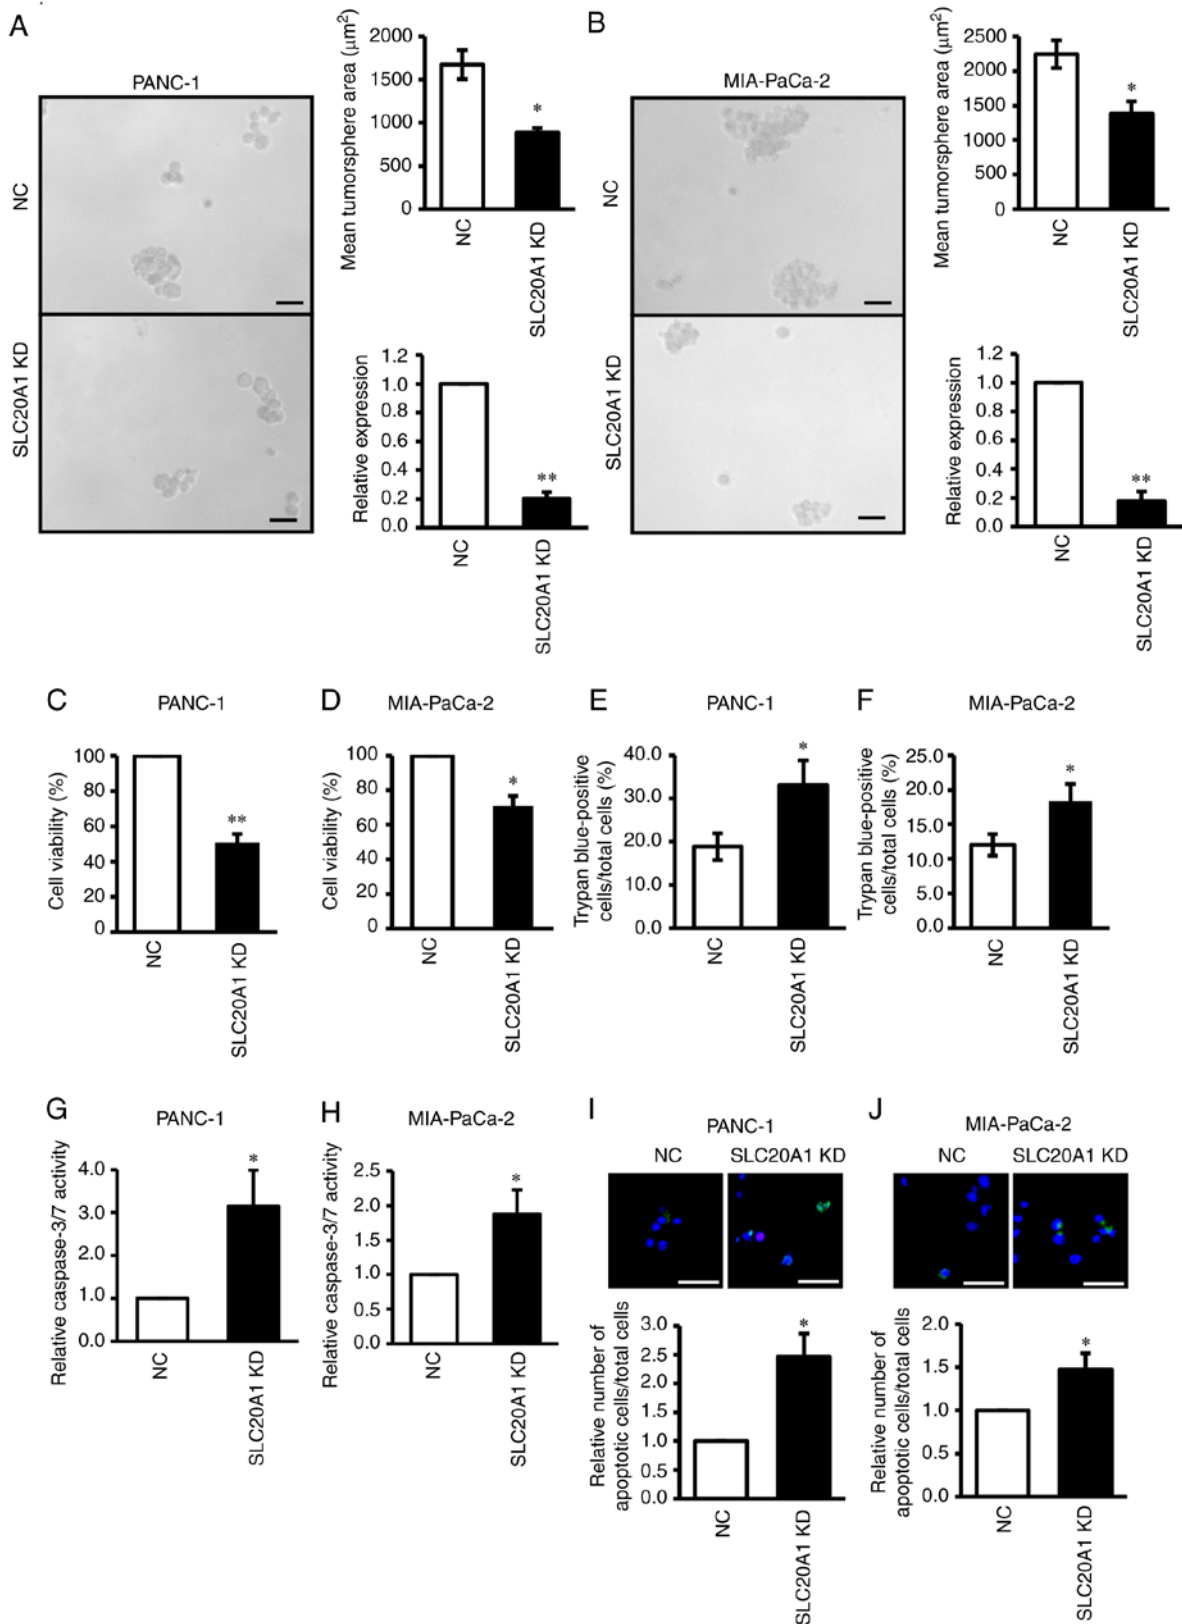 A
PANC-1
NC
SLC20A1 KD
Mean tumorsphere area (μm²)
2000
1500
1000
500
0
*
NC
SLC20A1 KD
Relative expression
1.2
1.0
0.8
0.6
0.4
0.2
0.0
**
NC
SLC20A1 KD
B
MIA-PaCa-2
NC
SLC20A1 KD
Mean tumorsphere area (μm²)
2500
2000
1500
1000
500
0
*
NC
SLC20A1 KD
Relative expression
1.2
1.0
0.8
0.6
0.4
0.2
0.0
**
NC
SLC20A1 KD
C
PANC-1
Cell viability (%)
100
80
60
40
20
0
**
NC
SLC20A1 KD
D
MIA-PaCa-2
Cell viability (%)
100
80
60
40
20
0
*
NC
SLC20A1 KD
E
PANC-1
Trypan blue-positive
cells/total cells (%)
40.0
30.0
20.0
10.0
0.0
*
NC
SLC20A1 KD
F
MIA-PaCa-2
Trypan blue-positive
cells/total cells (%)
25.0
20.0
15.0
10.0
5.0
0.0
*
NC
SLC20A1 KD
G
PANC-1
Relative caspase-3/7 activity
4.0
3.0
2.0
1.0
0.0
*
NC
SLC20A1 KD
H
MIA-PaCa-2
Relative caspase-3/7 activity
2.5
2.0
1.5
1.0
0.5
0.0
*
NC
SLC20A1 KD
I
PANC-1
NC
SLC20A1 KD
Relative number of
apoptotic cells/total cells
3.0
2.5
2.0
1.5
1.0
0.5
0.0
*
NC
SLC20A1 KD
J
MIA-PaCa-2
NC
SLC20A1 KD
Relative number of
apoptotic cells/total cells
2.0
1.5
1.0
0.5
0.0
*
NC
SLC20A1 KD